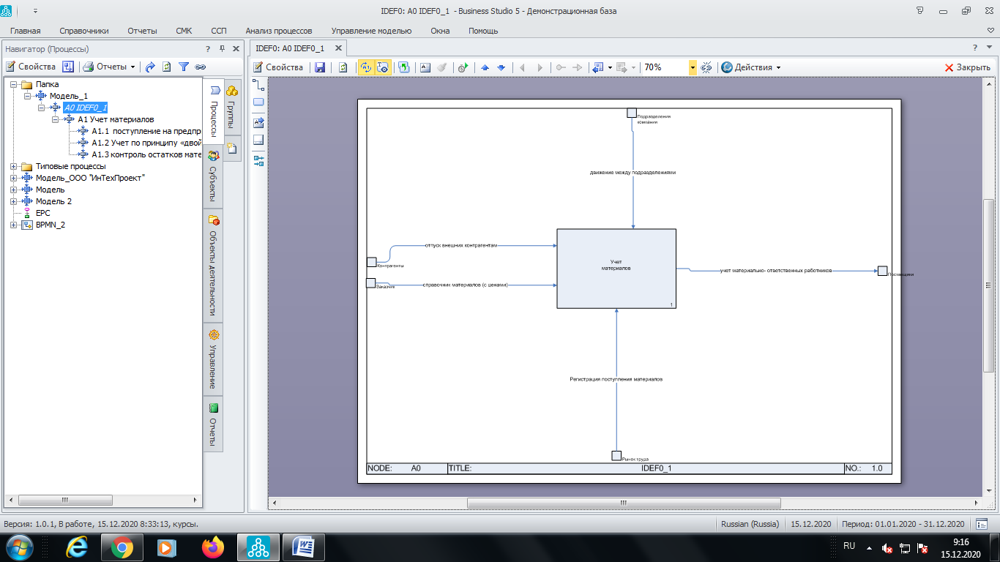 IDEF0: A0 IDEF0_1 - Business Studio 5 - Демонстрационная база
Главная Справочники Отчеты СМК ССП Анализ процессов Управление моделью Окна Помощь
Навигатор (Процессы) ?
Свойства Отчеты
Папка
Модель_1
A0 IDEF0_1
A1 Учет материалов
A1.1 поступление на предпр
A1.2 Учет по принципу «двой
A1.3 контроль остатков мате
Типовые процессы
Модель_ООО "ИнТехПроект"
Модель
Модель 2
EPC
BPMN_2
Процессы
Субъекты
Объекты деятельности
Управление
Отчеты
Группы
IDEF0: A0 IDEF0_1
?
Свойства 70% Действия Закрыть
Подразделения
компании
движение между подразделениями
отпуск внешних контрагентам
Контрагенты
справочник материалов (с ценами)
Заказчик
Учет
материалов
1
учет материально- ответственных работников
Поставщики
Регистрация поступления материалов
Рынок труда
NODE: A0 TITLE: IDEF0_1 NO.: 1.0
Версия: 1.0.1, В работе, 15.12.2020 8:33:13, курсы.
Russian (Russia) 15.12.2020 Период: 01.01.2020 - 31.12.2020
RU
9:16
15.12.2020